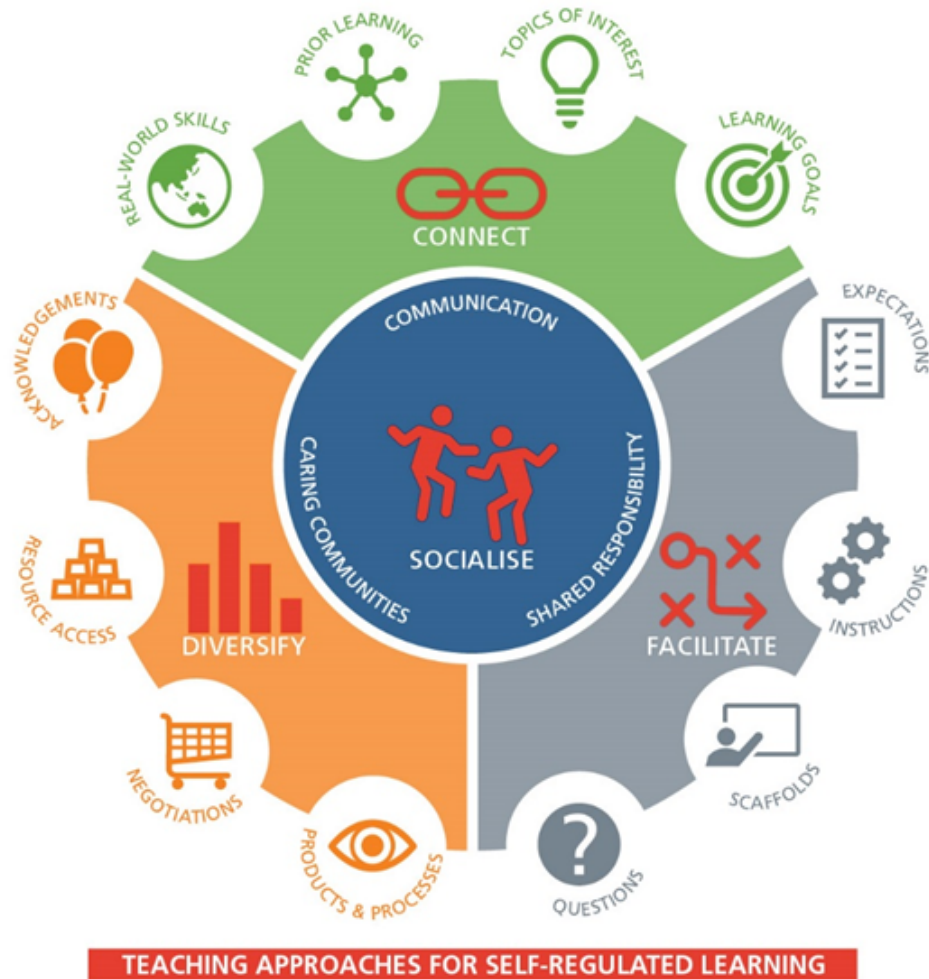 PRIOR LEARNING
TOPICS OF INTEREST
REAL-WORLD SKILLS
LEARNING GOALS
CONNECT
ACKNOWLEDGEMENTS
COMMUNICATION
EXPECTATIONS
CARING COMMUNITIES
SHARED RESPONSIBILITY
SOCIALISE
RESOURCE ACCESS
DIVERSIFY
FACILITATE
INSTRUCTIONS
NEGOTIATIONS
SCAFFOLDS
PRODUCTS & PROCESSES
?
QUESTIONS
TEACHING APPROACHES FOR SELF-REGULATED LEARNING